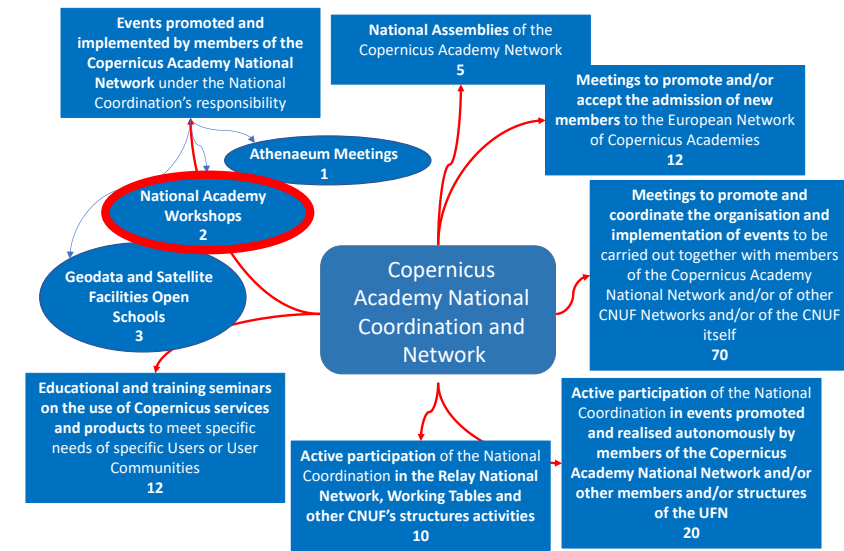 Events promoted and
implemented by members of the
Copernicus Academy National
Network under the National
Coordination's responsibility
National Assemblies of the
Copernicus Academy Network
5
Meetings to promote and/or
accept the admission of new
members to the European Network
of Copernicus Academies
12
Athenaeum Meetings
1
National Academy
Workshops
2
Geodata and Satellite
Facilities Open
Schools
3
Copernicus
Academy National
Coordination and
Network
Meetings to promote and
coordinate the organisation and
implementation of events to be
carried out together with members
of the Copernicus Academy
National Network and/or of other
CNUF Networks and/or of the CNUF
itself
70
Educational and training seminars
on the use of Copernicus services
and products to meet specific
needs of specific Users or User
Communities
12
Active participation of the National
Coordination in the Relay National
Network, Working Tables and
other CNUF's structures activities
10
Active participation of the National
Coordination in events promoted
and realised autonomously by
members of the Copernicus
Academy National Network and/or
other members and/or structures
of the UFN
20